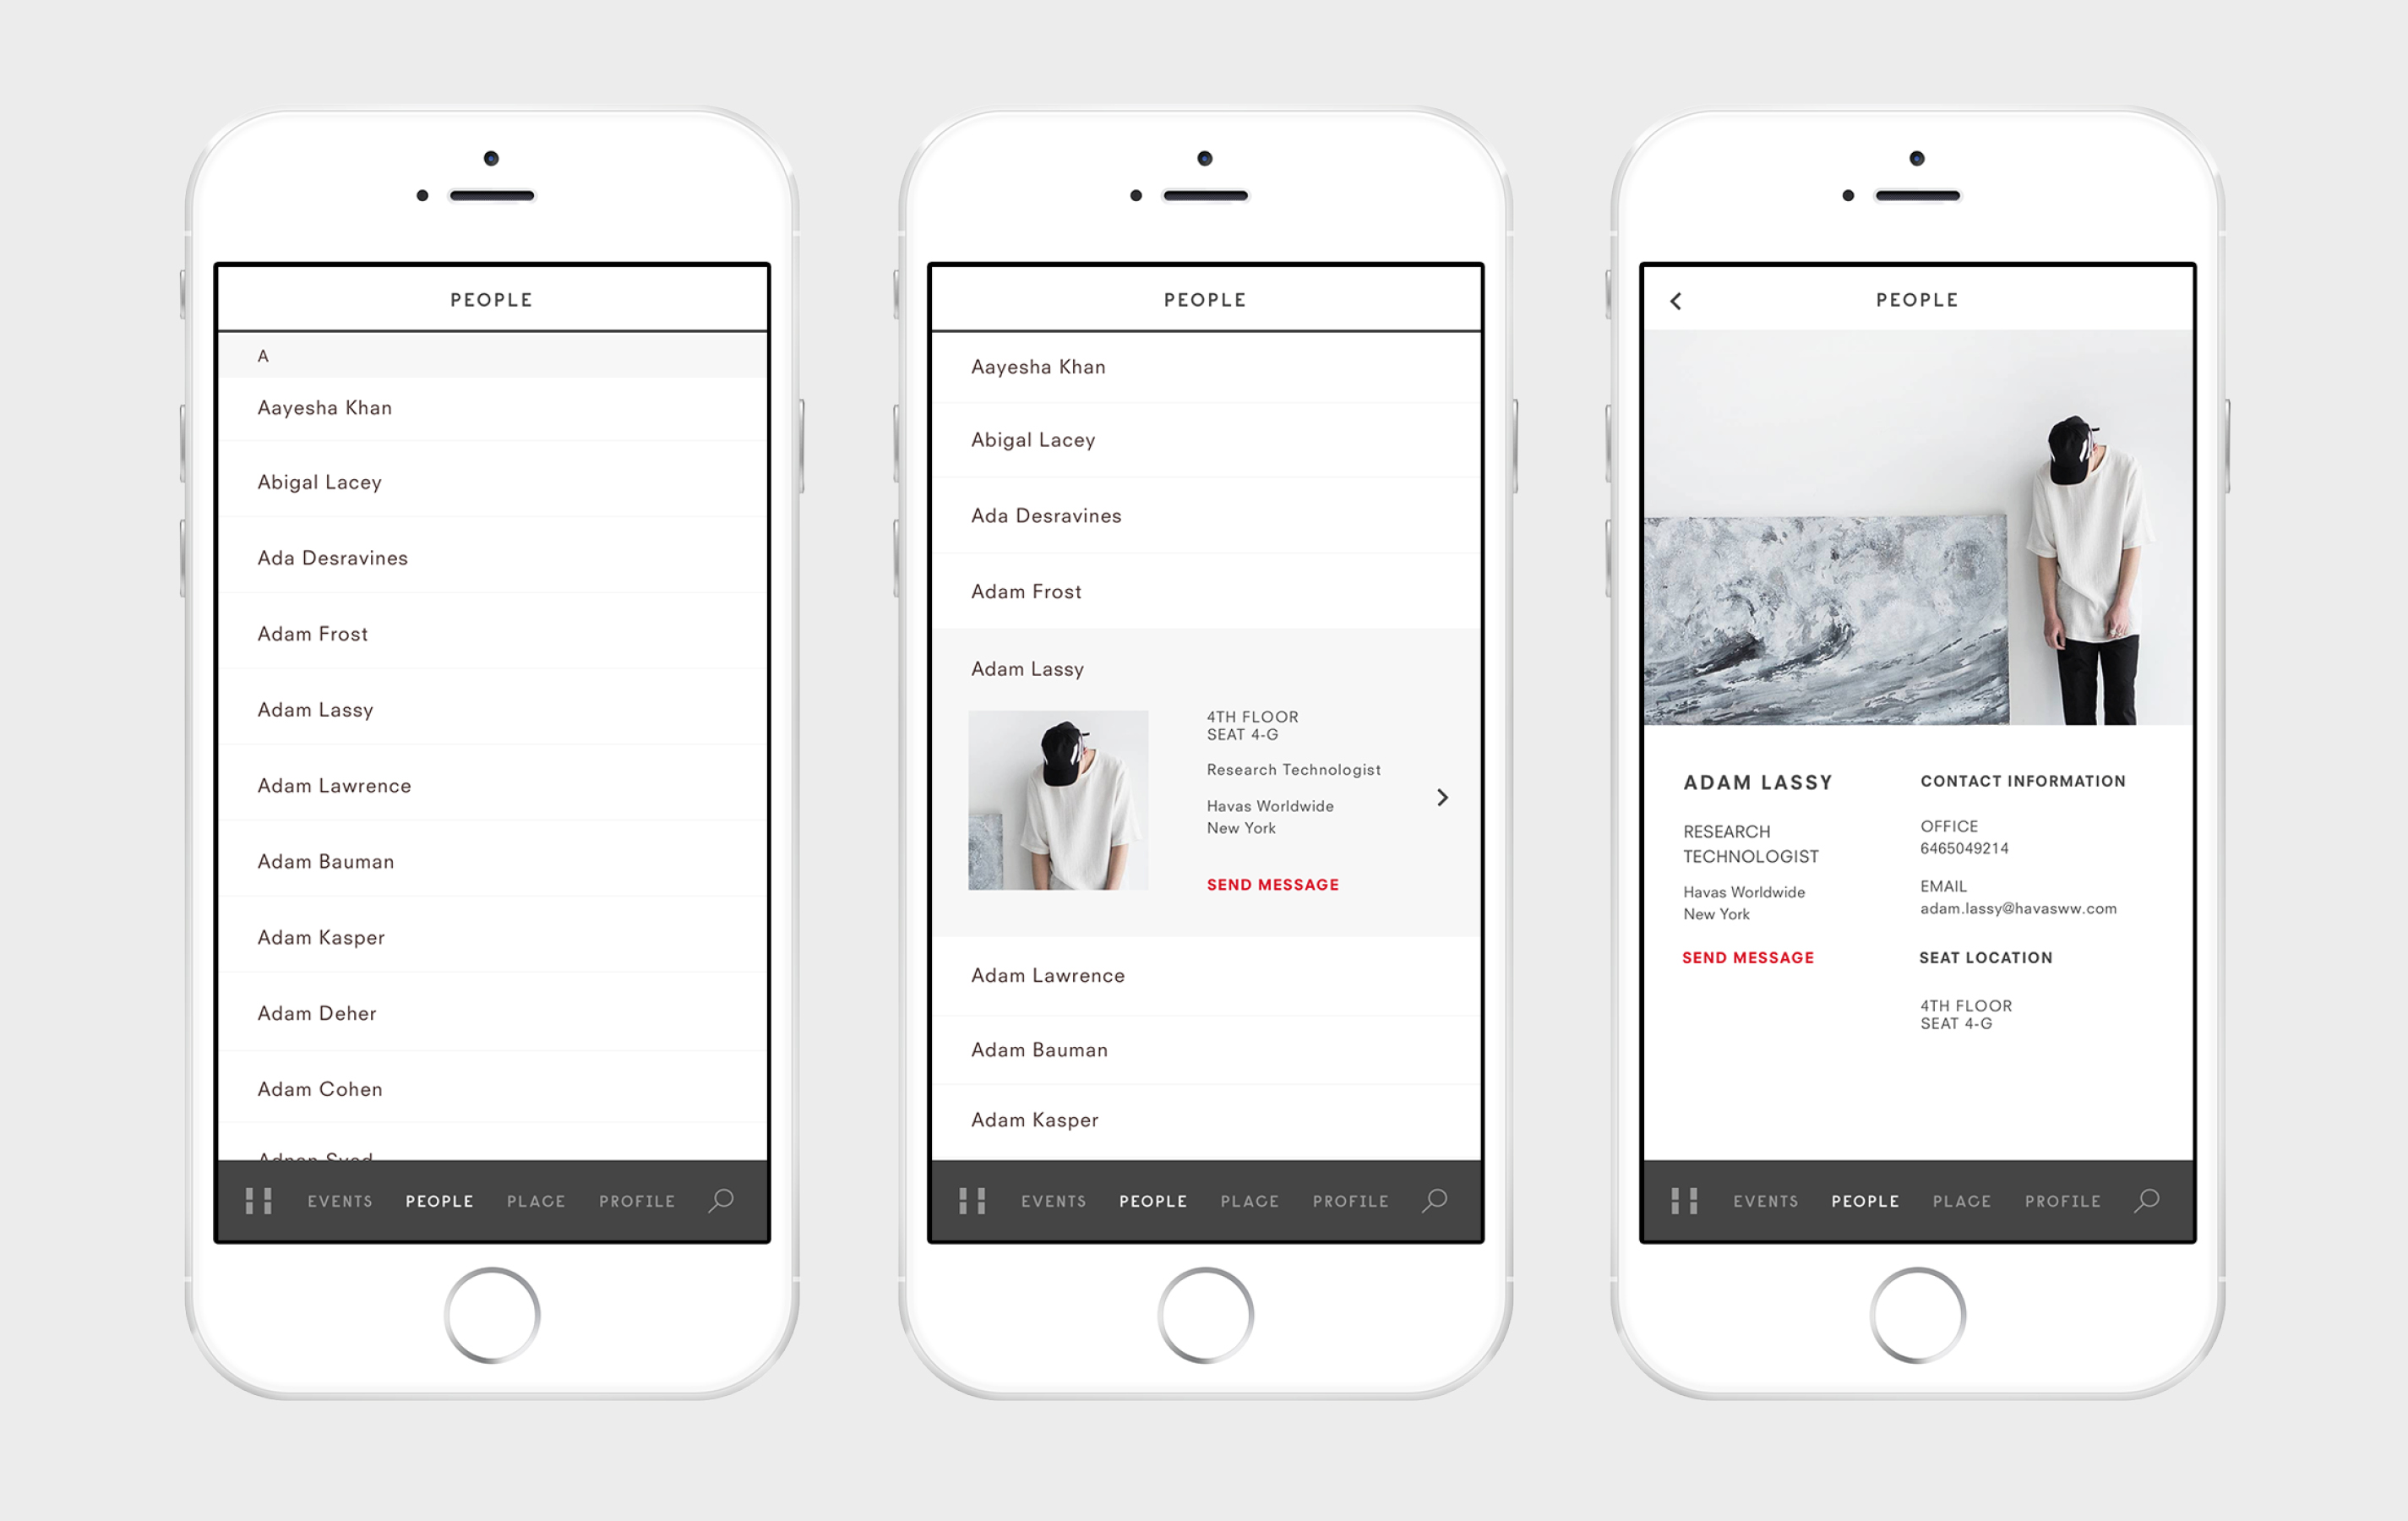 PEOPLE
A
Aayesha Khan
Abigal Lacey
Ada Desravines
Adam Frost
Adam Lassy
Adam Lawrence
Adam Bauman
Adam Kasper
Adam Deher
Adam Cohen
Adnan Syed
EVENTS PEOPLE PLACE PROFILE
PEOPLE
Aayesha Khan
Abigal Lacey
Ada Desravines
Adam Frost
Adam Lassy
4TH FLOOR
SEAT 4-G
Research Technologist
Havas Worldwide
New York
SEND MESSAGE
Adam Lawrence
Adam Bauman
Adam Kasper
EVENTS PEOPLE PLACE PROFILE
PEOPLE
ADAM LASSY
RESEARCH
TECHNOLOGIST
Havas Worldwide
New York
SEND MESSAGE
CONTACT INFORMATION
OFFICE
6465049214
EMAIL
adam.lassy@havasww.com
SEAT LOCATION
4TH FLOOR
SEAT 4-G
EVENTS PEOPLE PLACE PROFILE